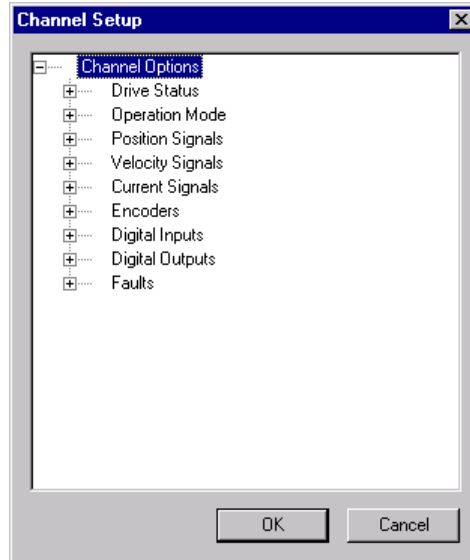 Channel Setup
Channel Options
Drive Status
Operation Mode
Position Signals
Velocity Signals
Current Signals
Encoders
Digital Inputs
Digital Outputs
Faults
OK
Cancel